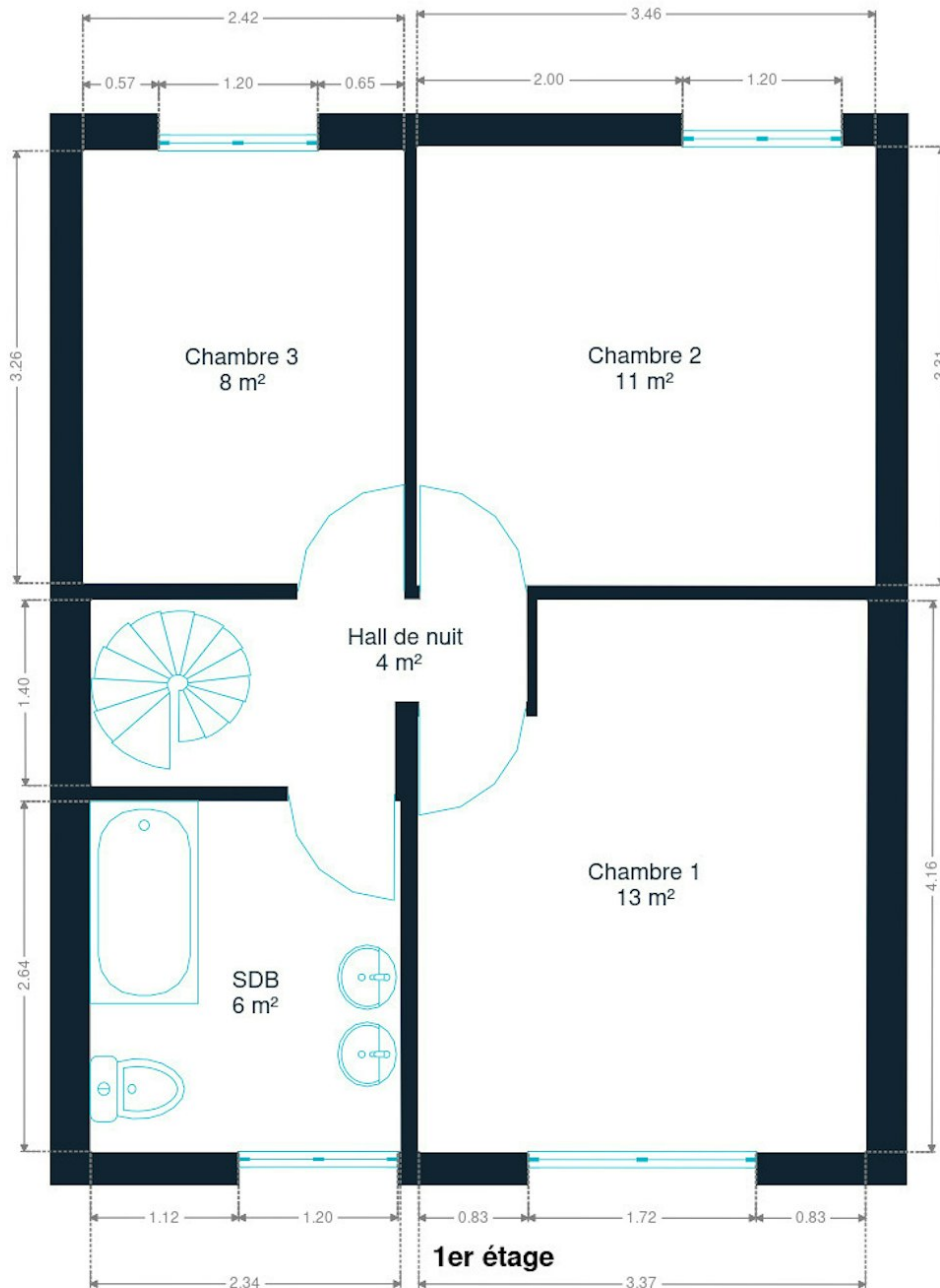 2.42
3.46
0.57
1.20
0.65
2.00
1.20
3.26
Chambre 3
8 m²
Chambre 2
11 m²
Hall de nuit
4 m²
1.40
Chambre 1
13 m²
4.16
2.64
SDB
6 m²
1.12
1.20
0.83
1.72
0.83
1er étage
2.34
3.37